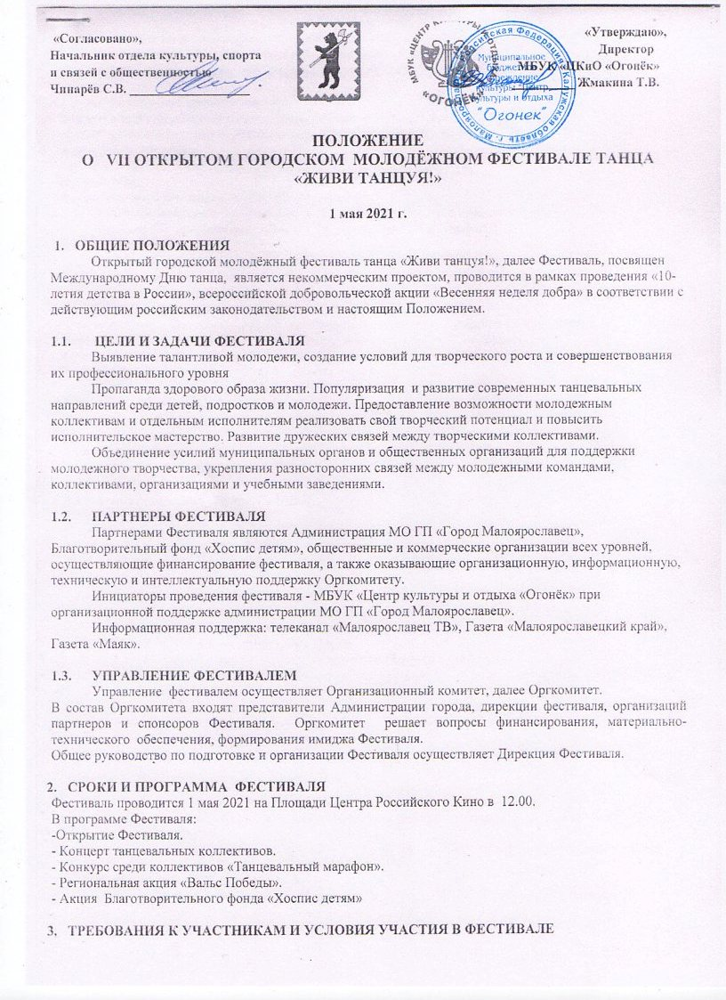 «Согласовано»,
Начальник отдела культуры, спорта
и связей с общественностью
Чинарёв С.В.
МБУК «ЦЕНТР КУЛЬТУРЫ И ОТДЫХА
«ОГОНЁК»
Российская Федерация Калужская область г.
Муниципальное
учреждение
культуры и отдыха
"Огонек"
«Утверждаю»,
Директор
МБУК «ЦКиО «Огонёк»
Жмакина Т.В.
ПОЛОЖЕНИЕ
О VII ОТКРЫТОМ ГОРОДСКОМ МОЛОДЁЖНОМ ФЕСТИВАЛЕ ТАНЦА
«ЖИВИ ТАНЦУЯ!»
1 мая 2021 г.
1. ОБЩИЕ ПОЛОЖЕНИЯ
Открытый городской молодёжный фестиваль танца «Живи танцуя!», далее Фестиваль, посвящен
Международному Дню танца, является некоммерческим проектом, проводится в рамках проведения «10-
летия детства в России», всероссийской добровольческой акции «Весенняя неделя добра» в соответствии с
действующим российским законодательством и настоящим Положением.
1.1. ЦЕЛИ И ЗАДАЧИ ФЕСТИВАЛЯ
Выявление талантливой молодежи, создание условий для творческого роста и совершенствования
их профессионального уровня
Пропаганда здорового образа жизни. Популяризация и развитие современных танцевальных
направлений среди детей, подростков и молодежи. Предоставление возможности молодежным
коллективам и отдельным исполнителям реализовать свой творческий потенциал и повысить
исполнительское мастерство. Развитие дружеских связей между творческими коллективами.
Объединение усилий муниципальных органов и общественных организаций для поддержки
молодежного творчества, укрепления разносторонних связей между молодежными командами,
коллективами, организациями и учебными заведениями.
1.2. ПАРТНЕРЫ ФЕСТИВАЛЯ
Партнерами Фестиваля являются Администрация МО ГП «Город Малоярославец»,
Благотворительный фонд «Хоспис детям», общественные и коммерческие организации всех уровней,
осуществляющие финансирование фестиваля, а также оказывающие организационную, информационную,
техническую и интеллектуальную поддержку Оргкомитету.
Инициаторы проведения фестиваля - МБУК «Центр культуры и отдыха «Огонёк» при
организационной поддержке администрации МО ГП «Город Малоярославец».
Информационная поддержка: телеканал «Малоярославец ТВ», Газета «Малоярославецкий край»,
Газета «Маяк».
1.3. УПРАВЛЕНИЕ ФЕСТИВАЛЕМ
Управление фестивалем осуществляет Организационный комитет, далее Оргкомитет.
В состав Оргкомитета входят представители Администрации города, дирекции фестиваля, организаций
партнеров и спонсоров Фестиваля. Оргкомитет решает вопросы финансирования, материально-
технического обеспечения, формирования имиджа Фестиваля.
Общее руководство по подготовке и организации Фестиваля осуществляет Дирекция Фестиваля.
2. СРОКИ И ПРОГРАММА ФЕСТИВАЛЯ
Фестиваль проводится 1 мая 2021 на Площади Центра Российского Кино в 12.00.
В программе Фестиваля:
-Открытие Фестиваля.
- Концерт танцевальных коллективов.
- Конкурс среди коллективов «Танцевальный марафон».
- Региональная акция «Вальс Победы».
- Акция Благотворительного фонда «Хоспис детям»
3. ТРЕБОВАНИЯ К УЧАСТНИКАМ И УСЛОВИЯ УЧАСТИЯ В ФЕСТИВАЛЕ